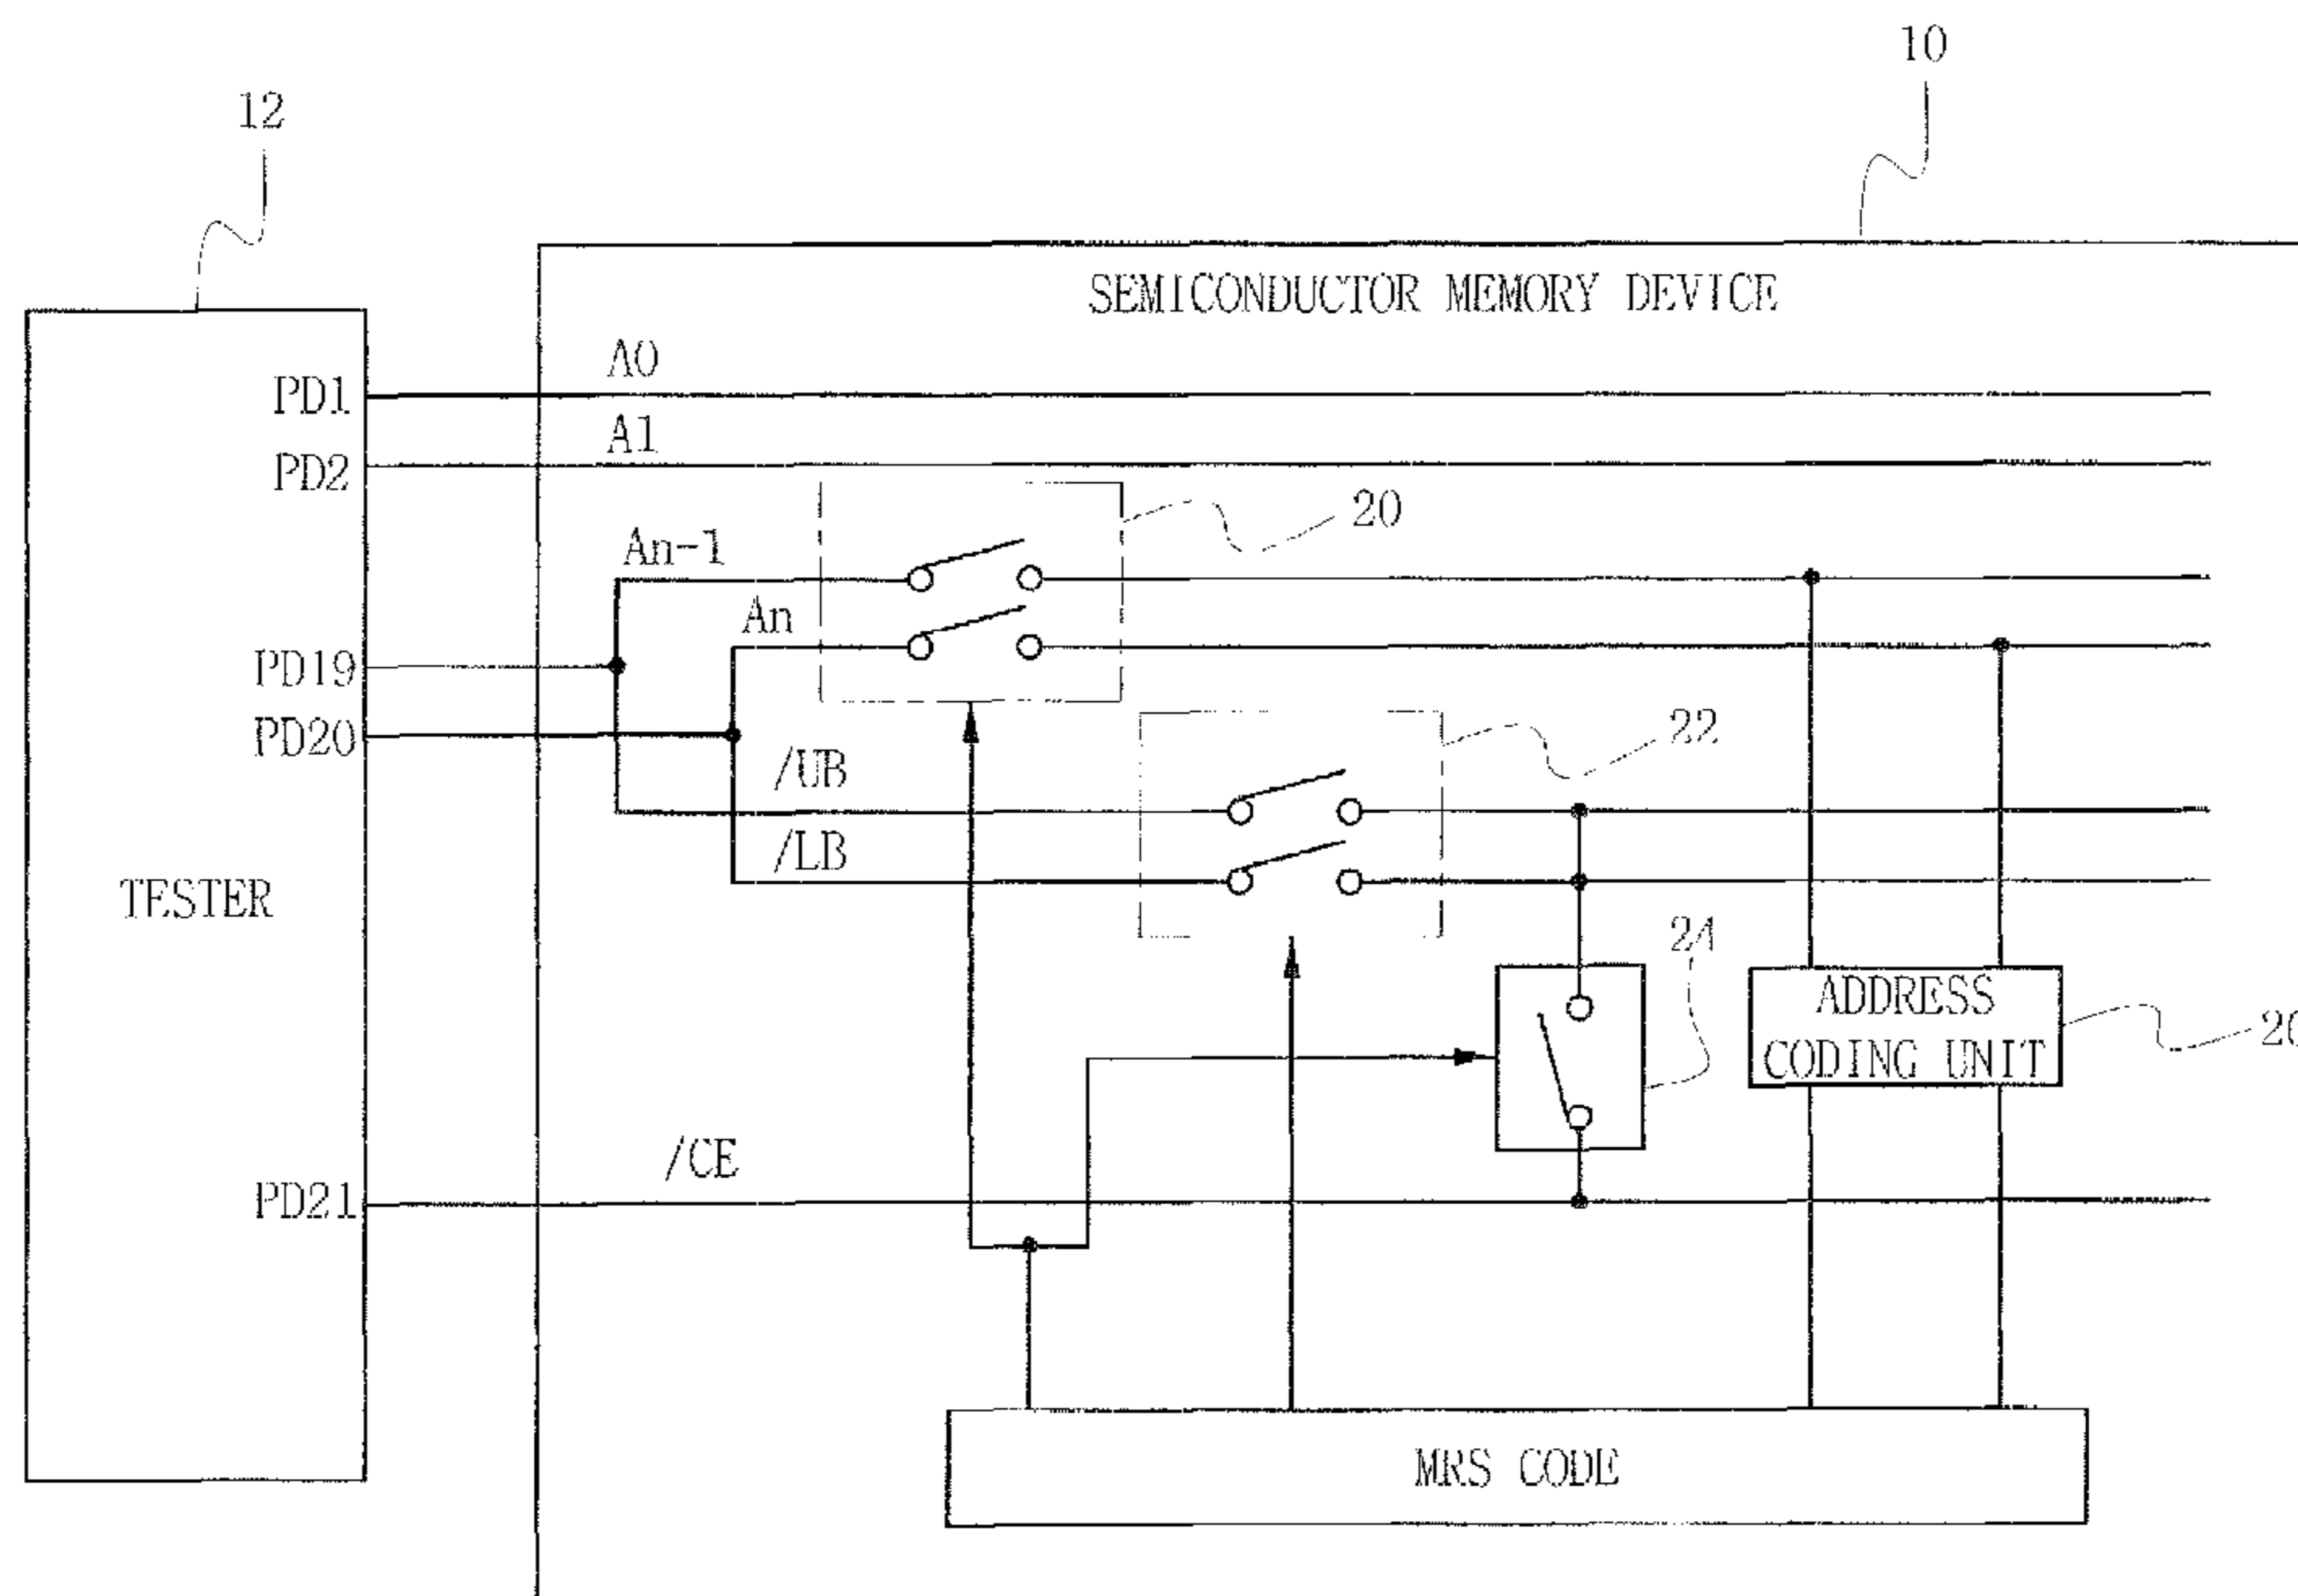 10
12
SEMICONDUCTOR MEMORY DEVICE
A0
PD1
A1
PD2
20
An-1
An
PD19
PD20
22
/UB
/LB
TESTER
24
ADDRESS
CODING UNIT
/CE
PD21
MRS CODE